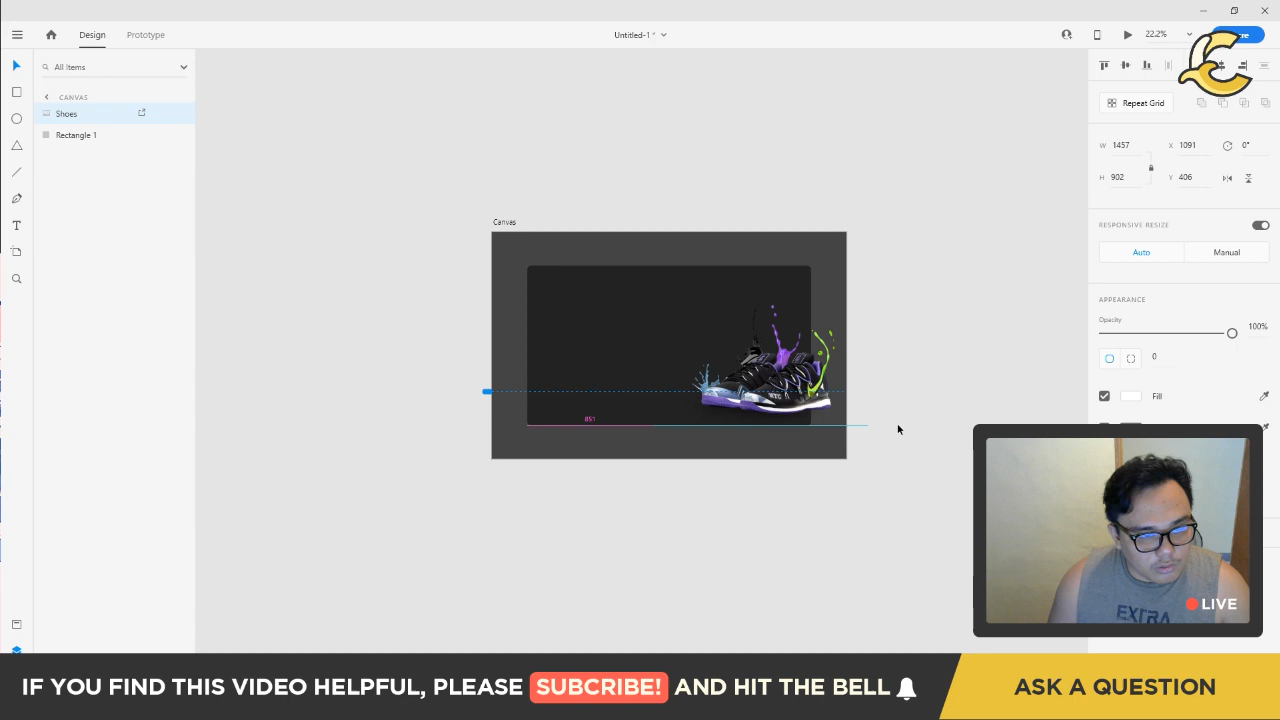 Design
Prototype
Untitled-1 *
22.2%
All Items
CANVAS
Shoes
Rectangle 1
Canvas
851
Repeat Grid
W 1457
X 1091
0°
H 902
Y 406
RESPONSIVE RESIZE
Auto
Manual
APPEARANCE
Opacity
100%
0
Fill
EXTRA
LIVE
IF YOU FIND THIS VIDEO HELPFUL, PLEASE SUBCRIBE! AND HIT THE BELL
ASK A QUESTION